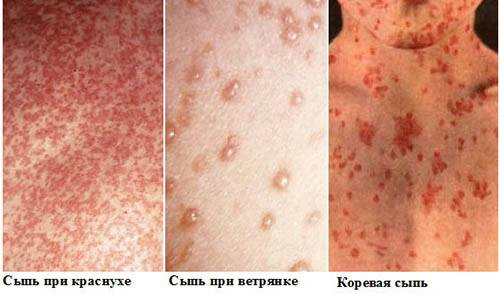 Сыпь при краснухе
Сыпь при ветрянке
Коревая сыпь